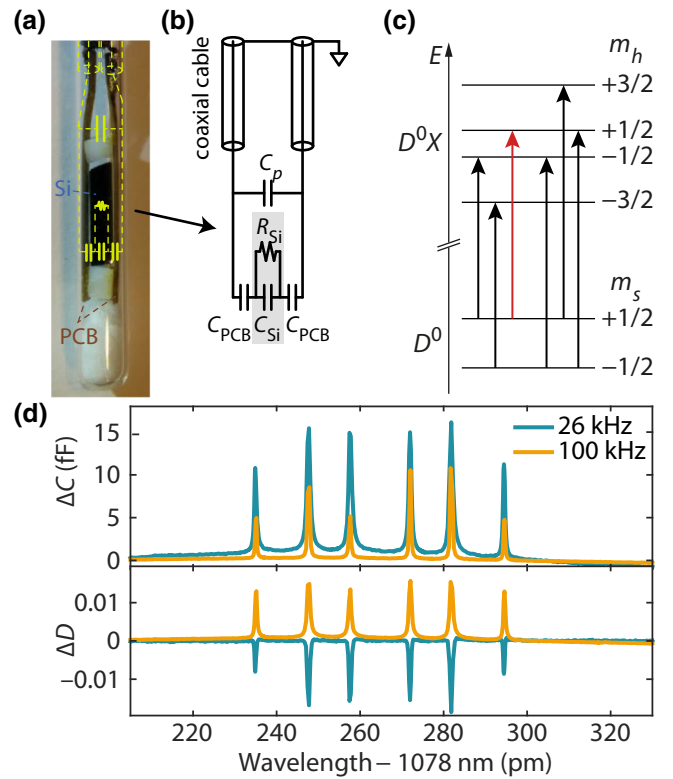 (a)
Si
PCB
(b)
coaxial cable
C_p
R_Si
C_PCB C_Si C_PCB
(c)
E m_h
+3/2
D⁰X +1/2
−1/2
−3/2
m_s
D⁰ +1/2
−1/2
(d)
ΔC (fF)
15
10
5
0
26 kHz
100 kHz
ΔD
0.01
0
−0.01
220 240 260 280 300 320
Wavelength − 1078 nm (pm)